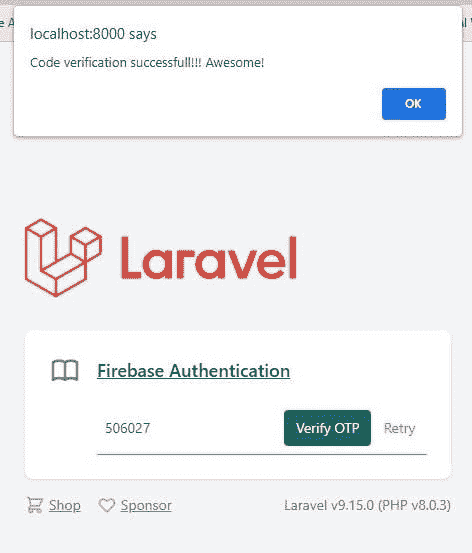 localhost:8000 says
Code verification successfull!!! Awesome!
OK
Laravel
Firebase Authentication
506027 Verify OTP Retry
Shop Sponsor Laravel v9.15.0 (PHP v8.0.3)